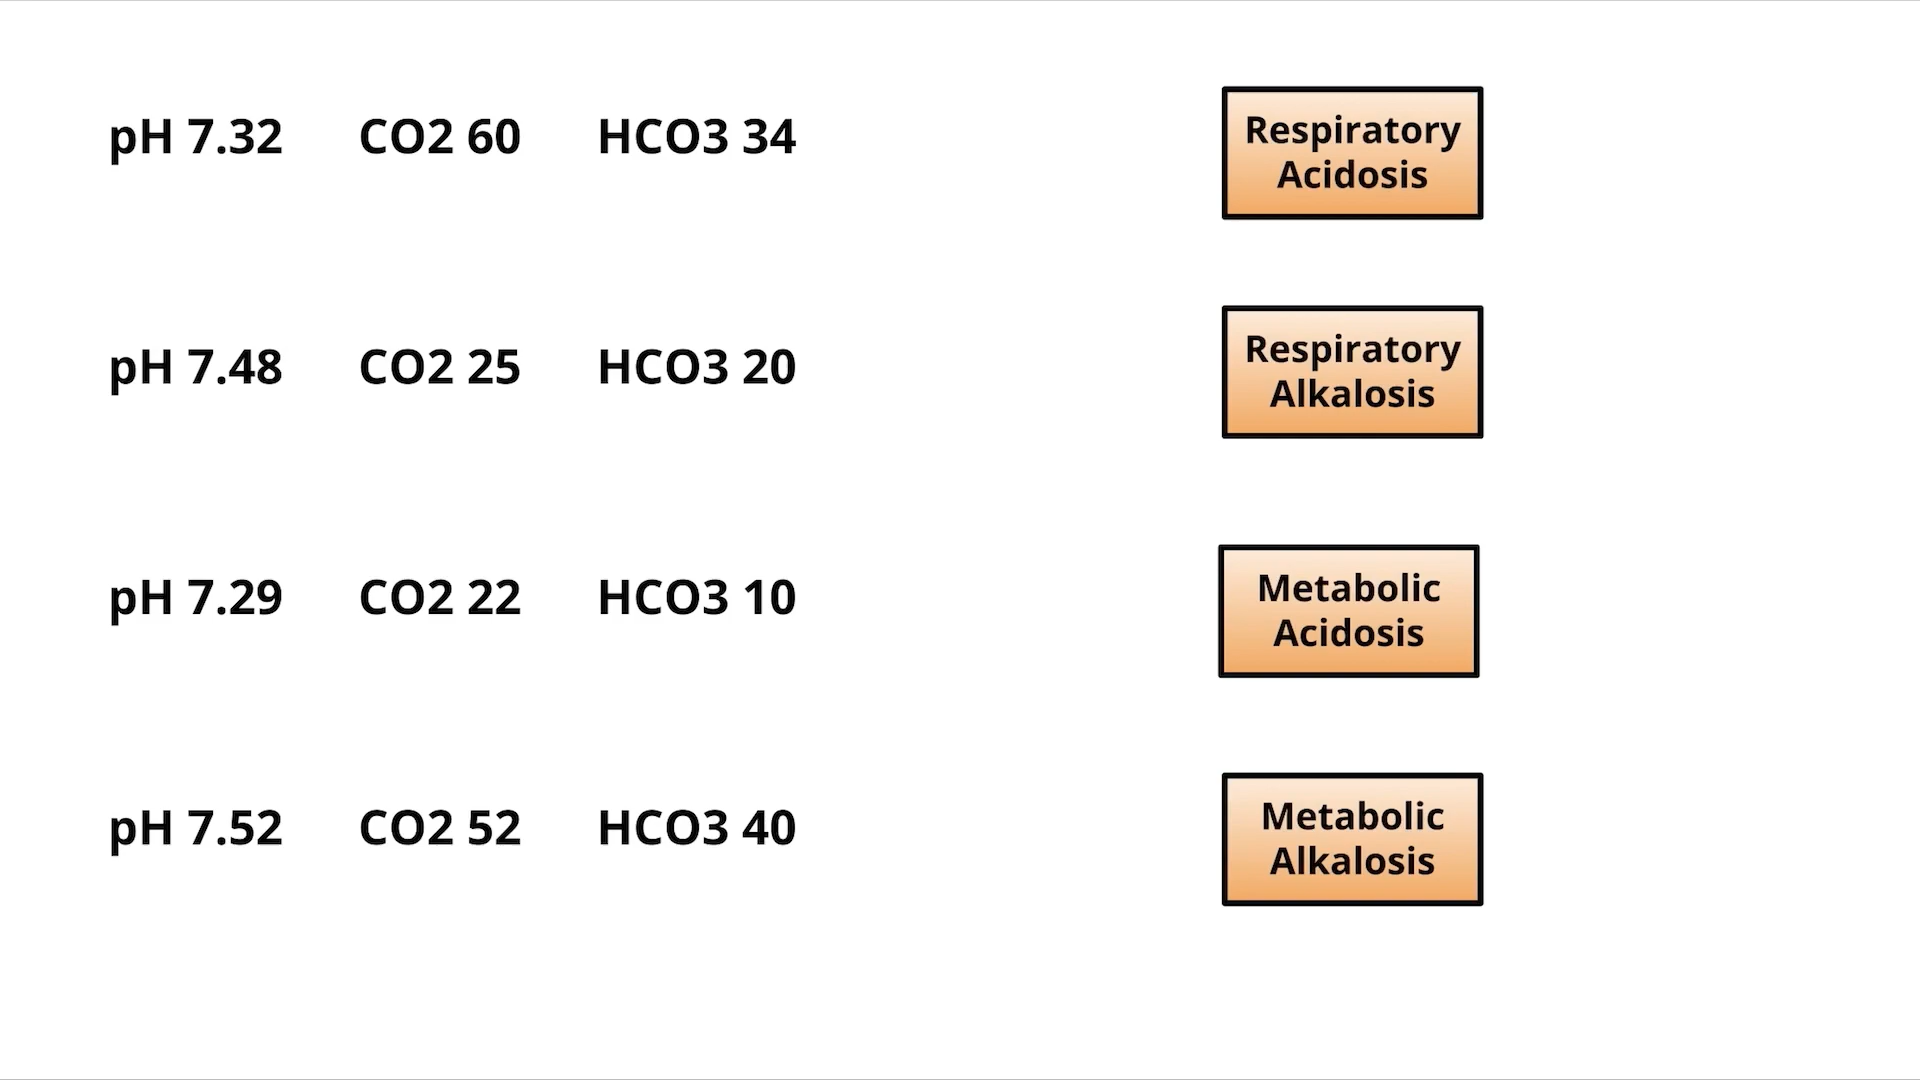 pH 7.32 CO2 60 HCO3 34
Respiratory
Acidosis
pH 7.48 CO2 25 HCO3 20
Respiratory
Alkalosis
pH 7.29 CO2 22 HCO3 10
Metabolic
Acidosis
pH 7.52 CO2 52 HCO3 40
Metabolic
Alkalosis